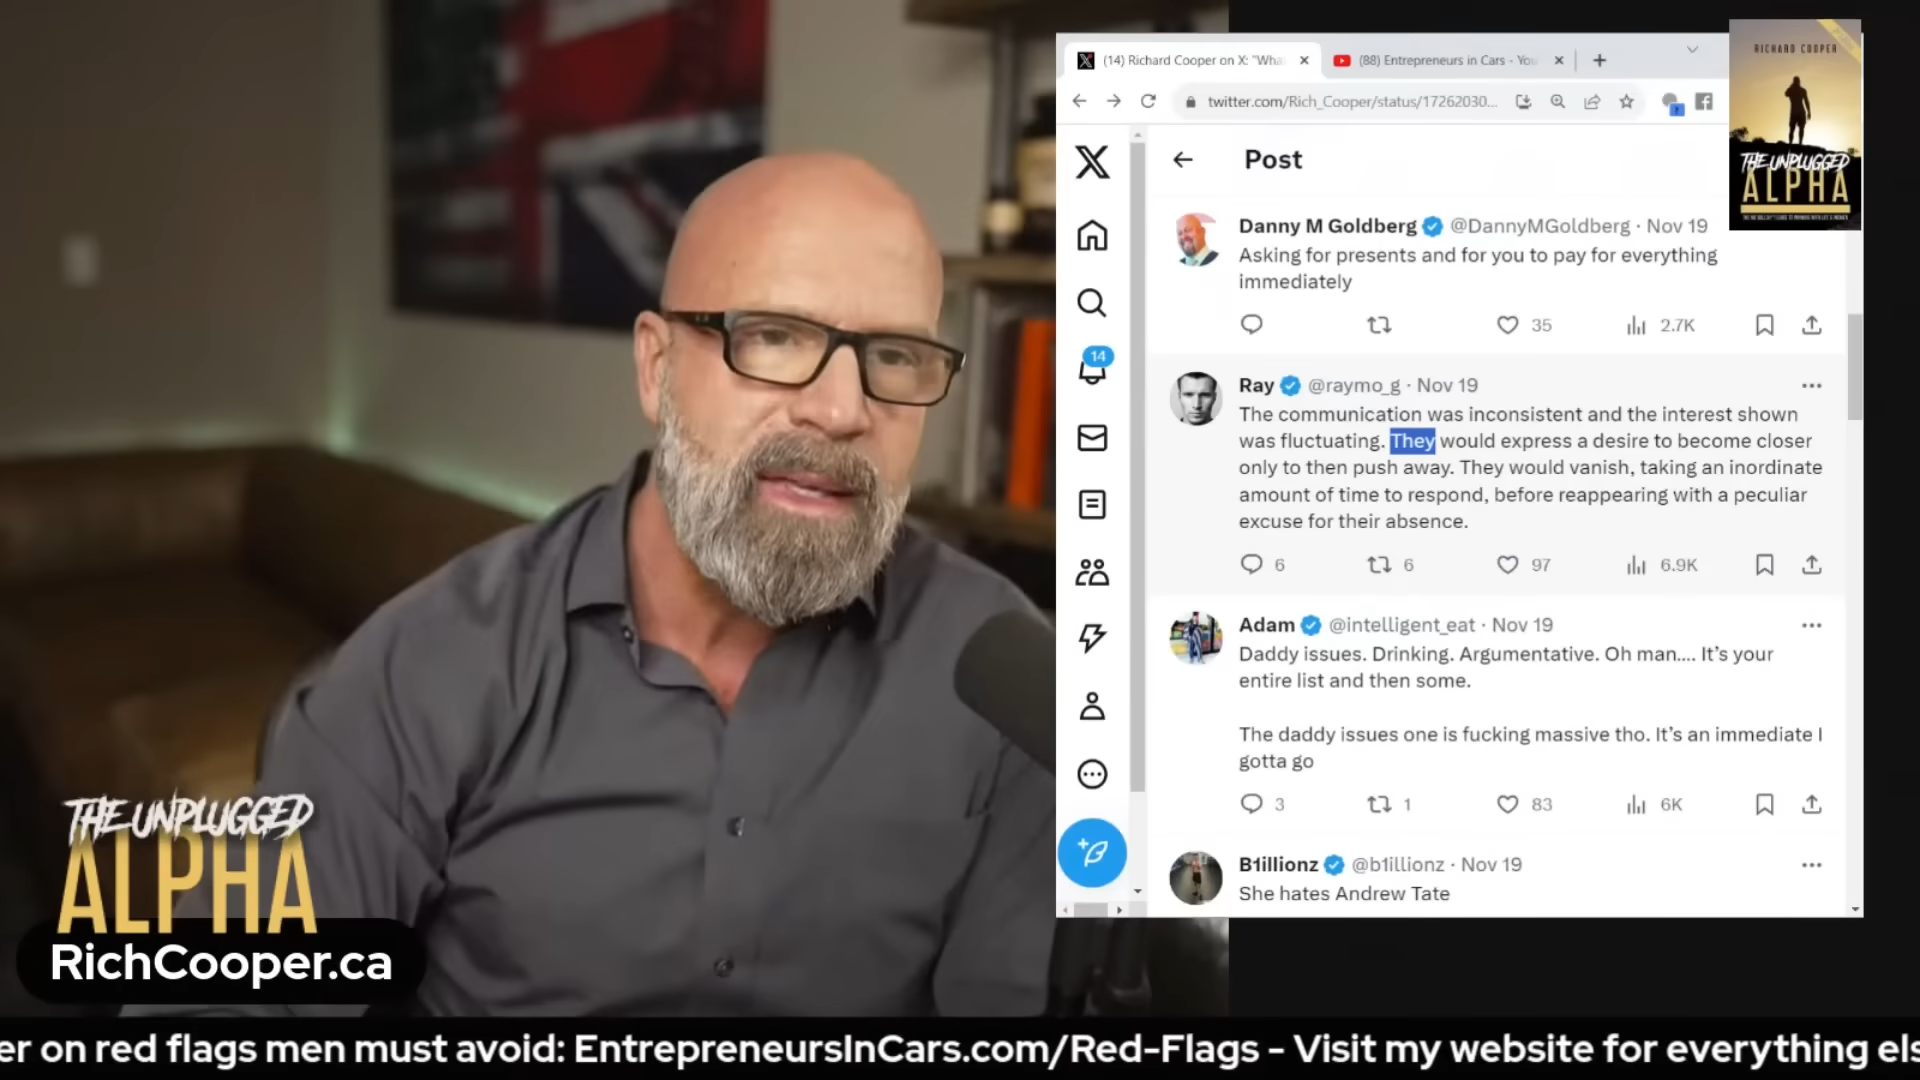 (14) Richard Cooper on X: "Wha
(88) Entrepreneurs in Cars - You
twitter.com/Rich_Cooper/status/17262030...
RICHARD COOPER
THE UNPLUGGED
ALPHA
Post
Danny M Goldberg @DannyMGoldberg · Nov 19
Asking for presents and for you to pay for everything
immediately
35
2.7K
14
Ray @raymo_g · Nov 19
The communication was inconsistent and the interest shown
was fluctuating. They would express a desire to become closer
only to then push away. They would vanish, taking an inordinate
amount of time to respond, before reappearing with a peculiar
excuse for their absence.
6
6
97
6.9K
Adam @intelligent_eat · Nov 19
Daddy issues. Drinking. Argumentative. Oh man.... It's your
entire list and then some.
The daddy issues one is fucking massive tho. It's an immediate I
gotta go
3
1
83
6K
B1illionz @b1illionz · Nov 19
She hates Andrew Tate
THE UNPLUGGED
ALPHA
RichCooper.ca
er on red flags men must avoid: EntrepreneursInCars.com/Red-Flags - Visit my website for everything els